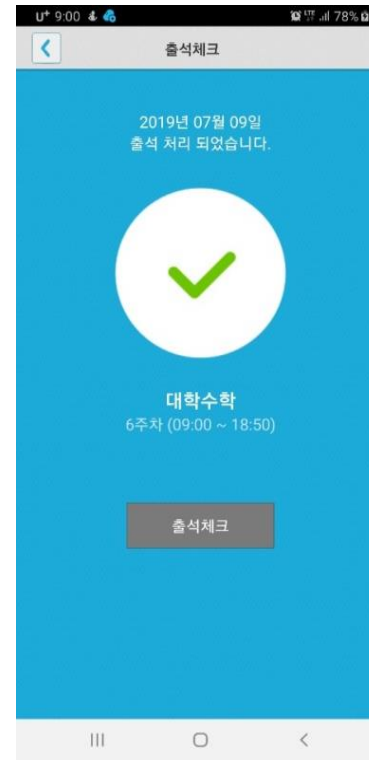 U+ 9:00 LTE 78%
출석체크
2019년 07월 09일
출석 처리 되었습니다.
대학수학
6주차 (09:00 ~ 18:50)
출석체크